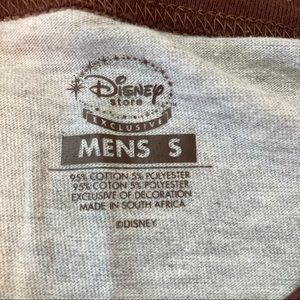 Disney
store
EXCLUSIVE
MENS S
95% COTTON 5% POLYESTER
95% COTON 5% POLYESTER
EXCLUSIVE OF DECORATION
MADE IN SOUTH AFRICA
©DISNEY